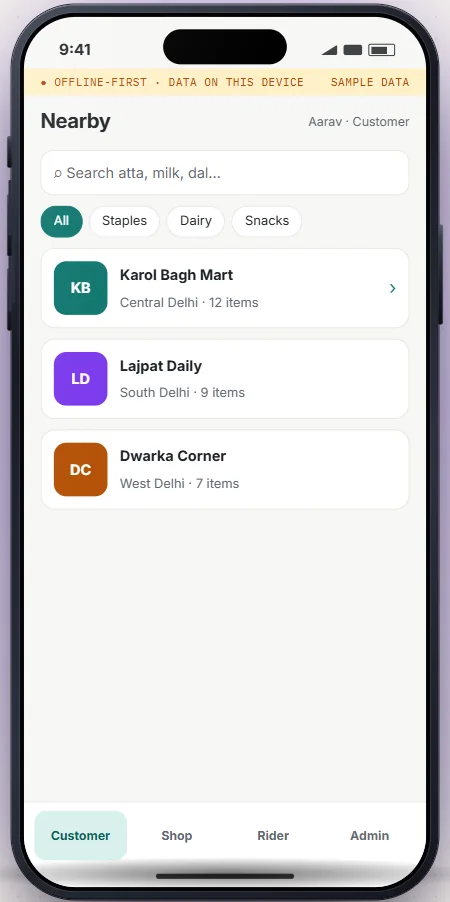 9:41
● OFFLINE-FIRST · DATA ON THIS DEVICE SAMPLE DATA
Nearby
Aarav · Customer
⌕ Search atta, milk, dal...
All Staples Dairy Snacks
KB
Karol Bagh Mart
Central Delhi · 12 items
›
LD
Lajpat Daily
South Delhi · 9 items
DC
Dwarka Corner
West Delhi · 7 items
Customer Shop Rider Admin